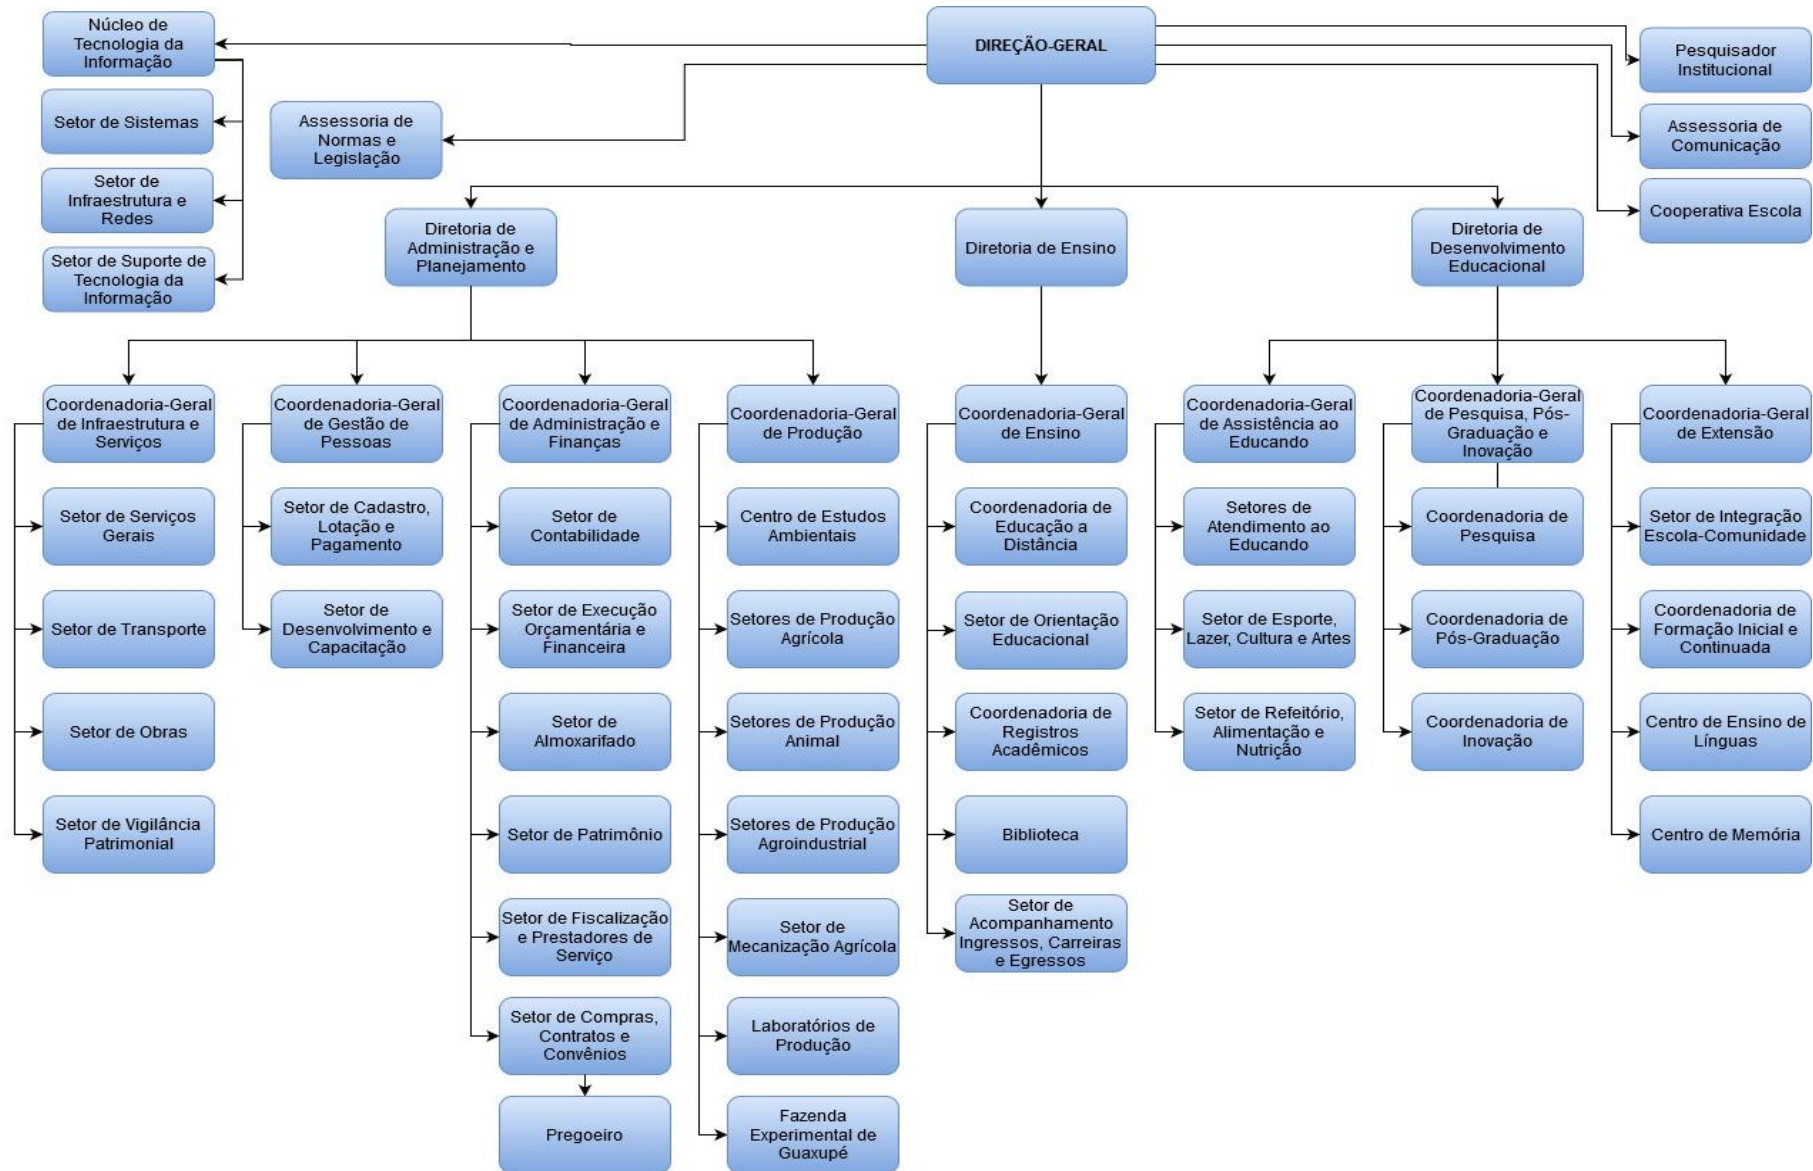 Núcleo de
Tecnologia da
Informação
DIREÇÃO-GERAL
Pesquisador
Institucional
Setor de Sistemas
Assessoria de
Normas e
Legislação
Assessoria de
Comunicação
Setor de
Infraestrutura e
Redes
Cooperativa Escola
Setor de Suporte de
Tecnologia da
Informação
Diretoria de
Administração e
Planejamento
Diretoria de Ensino
Diretoria de
Desenvolvimento
Educacional
Coordenadoria-Geral
de Infraestrutura e
Serviços
Coordenadoria-Geral
de Gestão de
Pessoas
Coordenadoria-Geral
de Administração e
Finanças
Coordenadoria-Geral
de Produção
Coordenadoria-Geral
de Ensino
Coordenadoria-Geral
de Assistência ao
Educando
Coordenadoria-Geral
de Pesquisa, Pós-
Graduação e
Inovação
Coordenadoria-Geral
de Extensão
Setor de Serviços
Gerais
Setor de Cadastro,
Lotação e
Pagamento
Setor de
Contabilidade
Centro de Estudos
Ambientais
Coordenadoria de
Educação a
Distância
Setores de
Atendimento ao
Educando
Coordenadoria de
Pesquisa
Setor de Integração
Escola-Comunidade
Setor de Transporte
Setor de
Desenvolvimento e
Capacitação
Setor de Execução
Orçamentária e
Financeira
Setores de Produção
Agrícola
Setor de Orientação
Educacional
Setor de Esporte,
Lazer, Cultura e Artes
Coordenadoria de
Pós-Graduação
Coordenadoria de
Formação Inicial e
Continuada
Setor de Obras
Setor de
Almoxarifado
Setores de Produção
Animal
Coordenadoria de
Registros
Acadêmicos
Setor de Refeitório,
Alimentação e
Nutrição
Coordenadoria de
Inovação
Centro de Ensino de
Línguas
Setor de Vigilância
Patrimonial
Setor de Patrimônio
Setores de Produção
Agroindustrial
Biblioteca
Centro de Memória
Setor de Fiscalização
e Prestadores de
Serviço
Setor de
Mecanização Agrícola
Setor de
Acompanhamento
Ingressos, Carreiras
e Egressos
Setor de Compras,
Contratos e
Convênios
Laboratórios de
Produção
Pregoeiro
Fazenda
Experimental de
Guaxupé